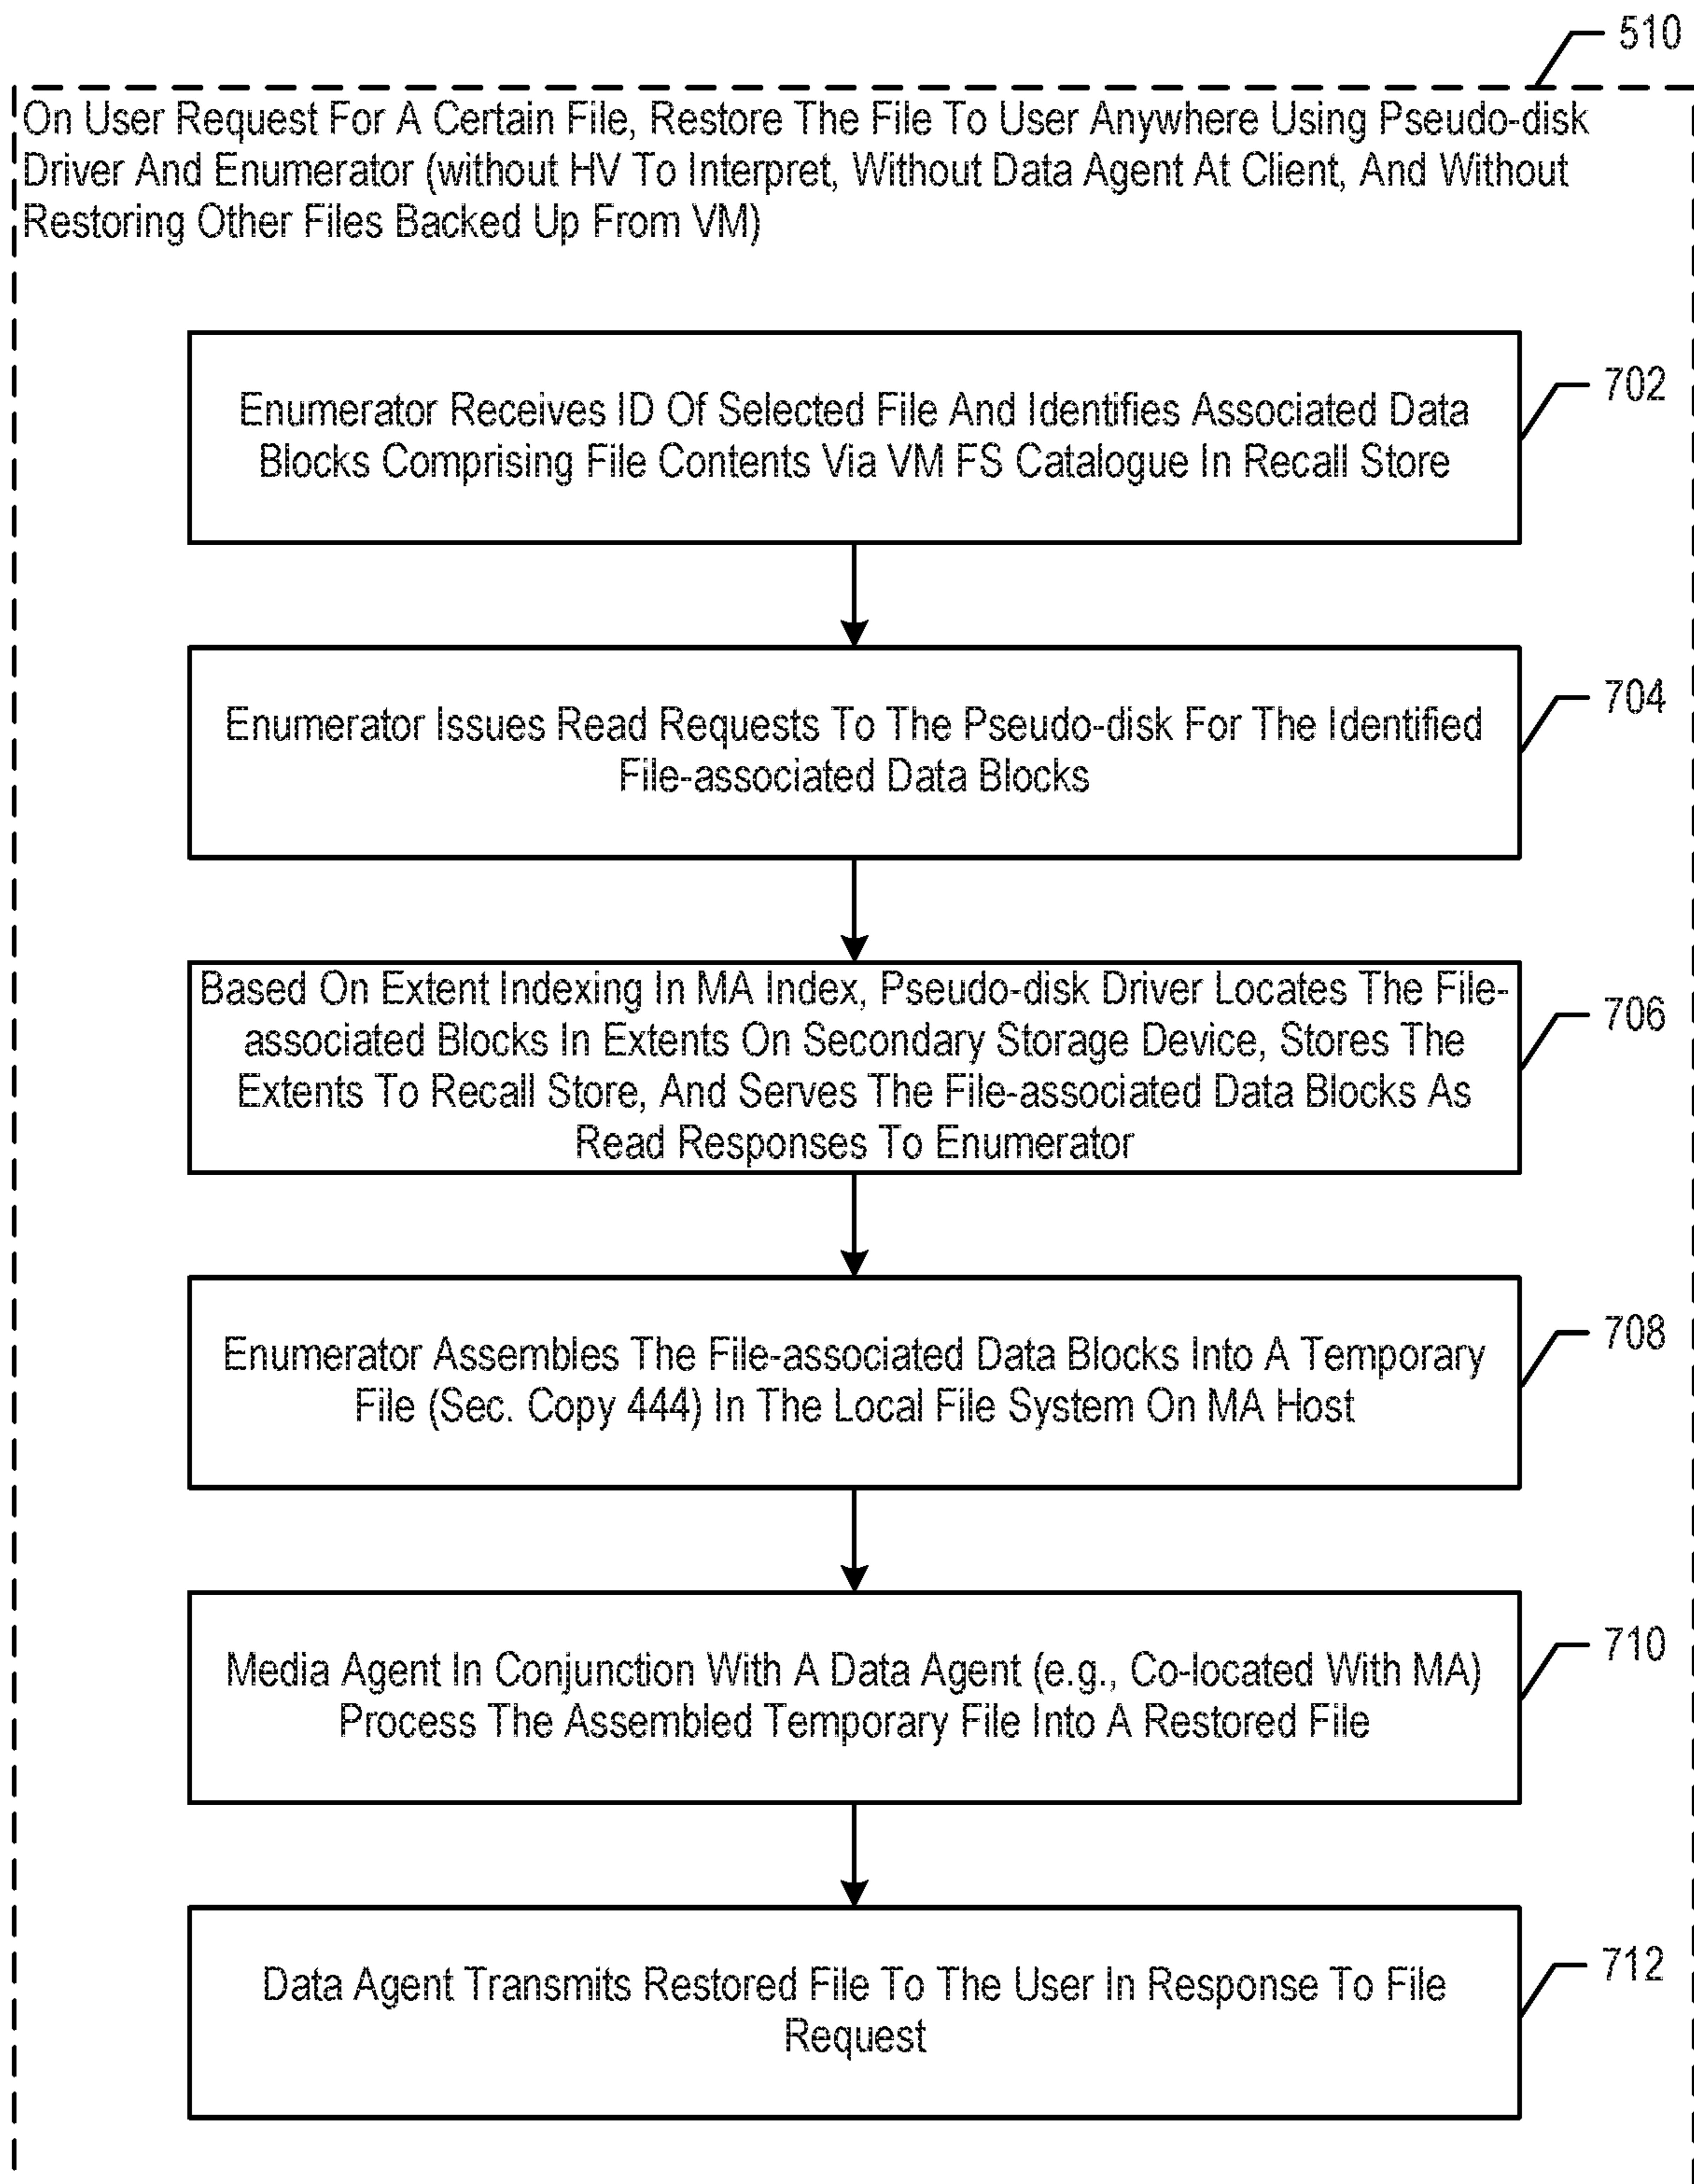 510
On User Request For A Certain File, Restore The File To User Anywhere Using Pseudo-disk
Driver And Enumerator (without HV To Interpret, Without Data Agent At Client, And Without
Restoring Other Files Backed Up From VM)
Enumerator Receives ID Of Selected File And Identifies Associated Data
Blocks Comprising File Contents Via VM FS Catalogue In Recall Store
702
Enumerator Issues Read Requests To The Pseudo-disk For The Identified
File-associated Data Blocks
704
Based On Extent Indexing In MA Index, Pseudo-disk Driver Locates The File-
associated Blocks In Extents On Secondary Storage Device, Stores The
Extents To Recall Store, And Serves The File-associated Data Blocks As
Read Responses To Enumerator
706
Enumerator Assembles The File-associated Data Blocks Into A Temporary
File (Sec. Copy 444) In The Local File System On MA Host
708
Media Agent In Conjunction With A Data Agent (e.g., Co-located With MA)
Process The Assembled Temporary File Into A Restored File
710
Data Agent Transmits Restored File To The User In Response To File
Request
712